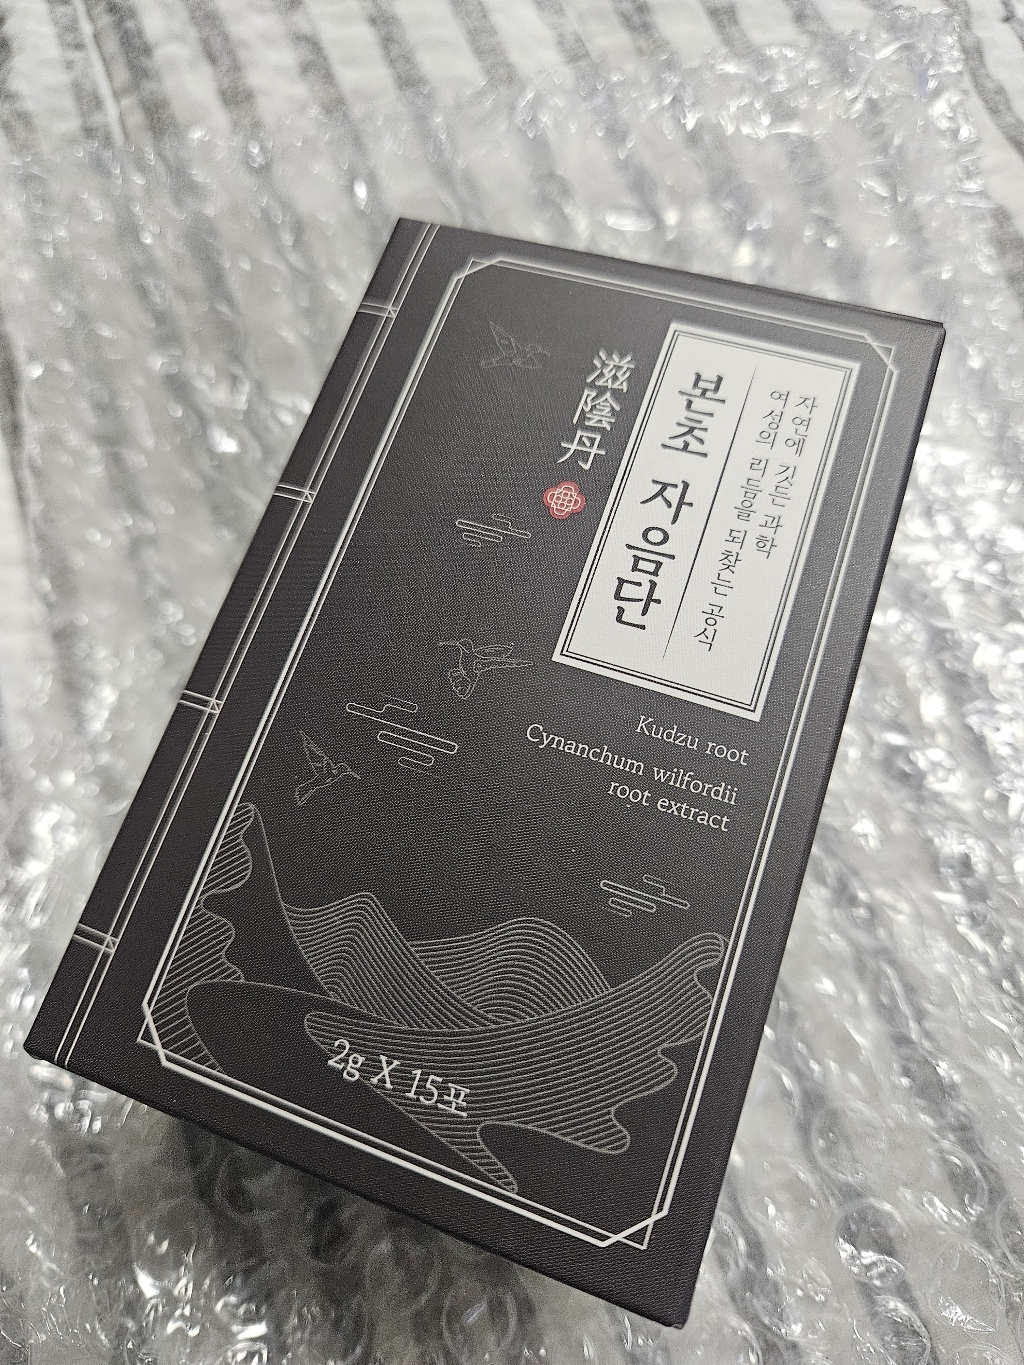 자연에 깃든 과학
여성의 리듬을 되찾는 공식
본초 자음단
滋陰丹
Kudzu root
Cynanchum wilfordii
root extract
2g X 15포